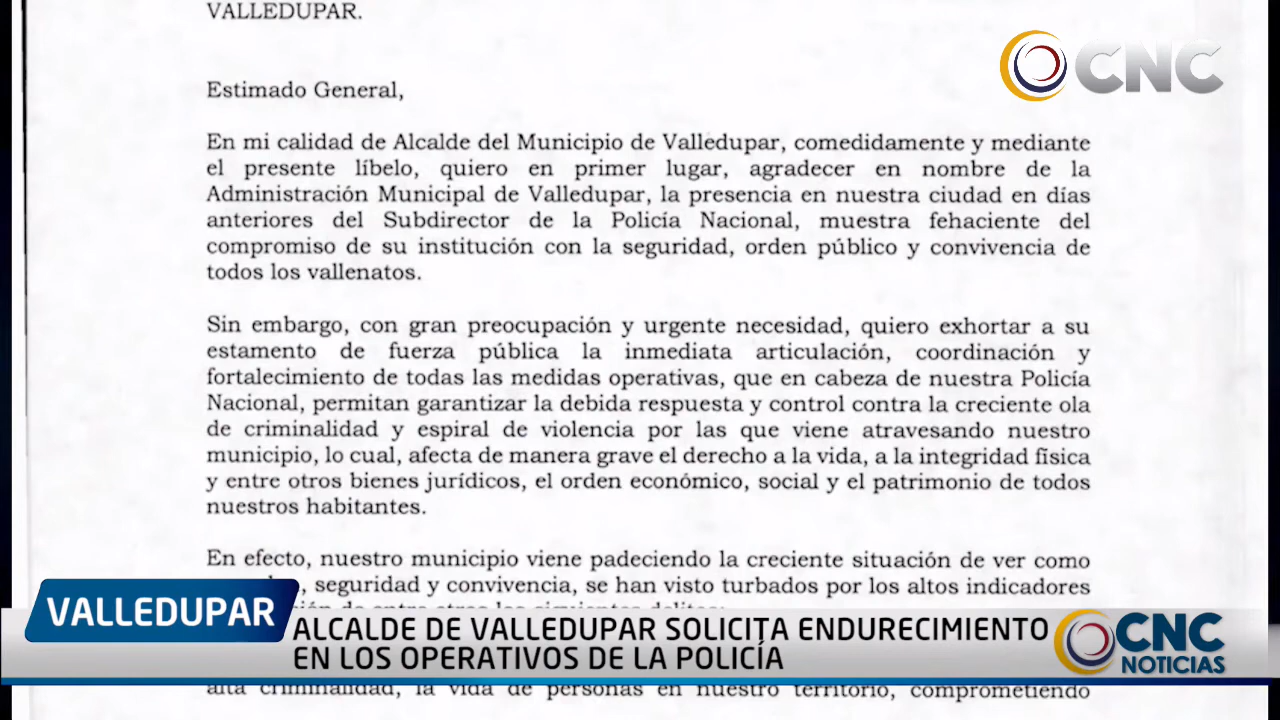 VALLEDUPAR.
CNC
Estimado General,
En mi calidad de Alcalde del Municipio de Valledupar, comedidamente y mediante
el presente líbelo, quiero en primer lugar, agradecer en nombre de la
Administración Municipal de Valledupar, la presencia en nuestra ciudad en días
anteriores del Subdirector de la Policía Nacional, muestra fehaciente del
compromiso de su institución con la seguridad, orden público y convivencia de
todos los vallenatos.
Sin embargo, con gran preocupación y urgente necesidad, quiero exhortar a su
estamento de fuerza pública la inmediata articulación, coordinación y
fortalecimiento de todas las medidas operativas, que en cabeza de nuestra Policía
Nacional, permitan garantizar la debida respuesta y control contra la creciente ola
de criminalidad y espiral de violencia por las que viene atravesando nuestro
municipio, lo cual, afecta de manera grave el derecho a la vida, a la integridad física
y entre otros bienes jurídicos, el orden económico, social y el patrimonio de todos
nuestros habitantes.
En efecto, nuestro municipio viene padeciendo la creciente situación de ver como
, seguridad y convivencia, se han visto turbados por los altos indicadores
VALLEDUPAR
ALCALDE DE VALLEDUPAR SOLICITA ENDURECIMIENTO
EN LOS OPERATIVOS DE LA POLICÍA
CNC
NOTICIAS
alta criminalidad, la vida de personas en nuestro territorio, comprometiendo